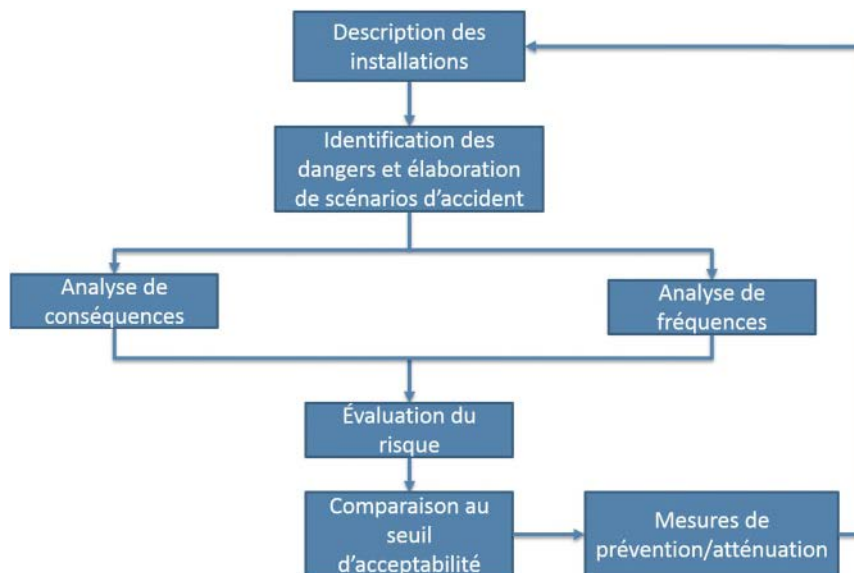 Description des
installations
Identification des
dangers et élaboration
de scénarios d'accident
Analyse de
conséquences
Analyse de
fréquences
Évaluation du
risque
Comparaison au
seuil
d'acceptabilité
Mesures de
prévention/atténuation